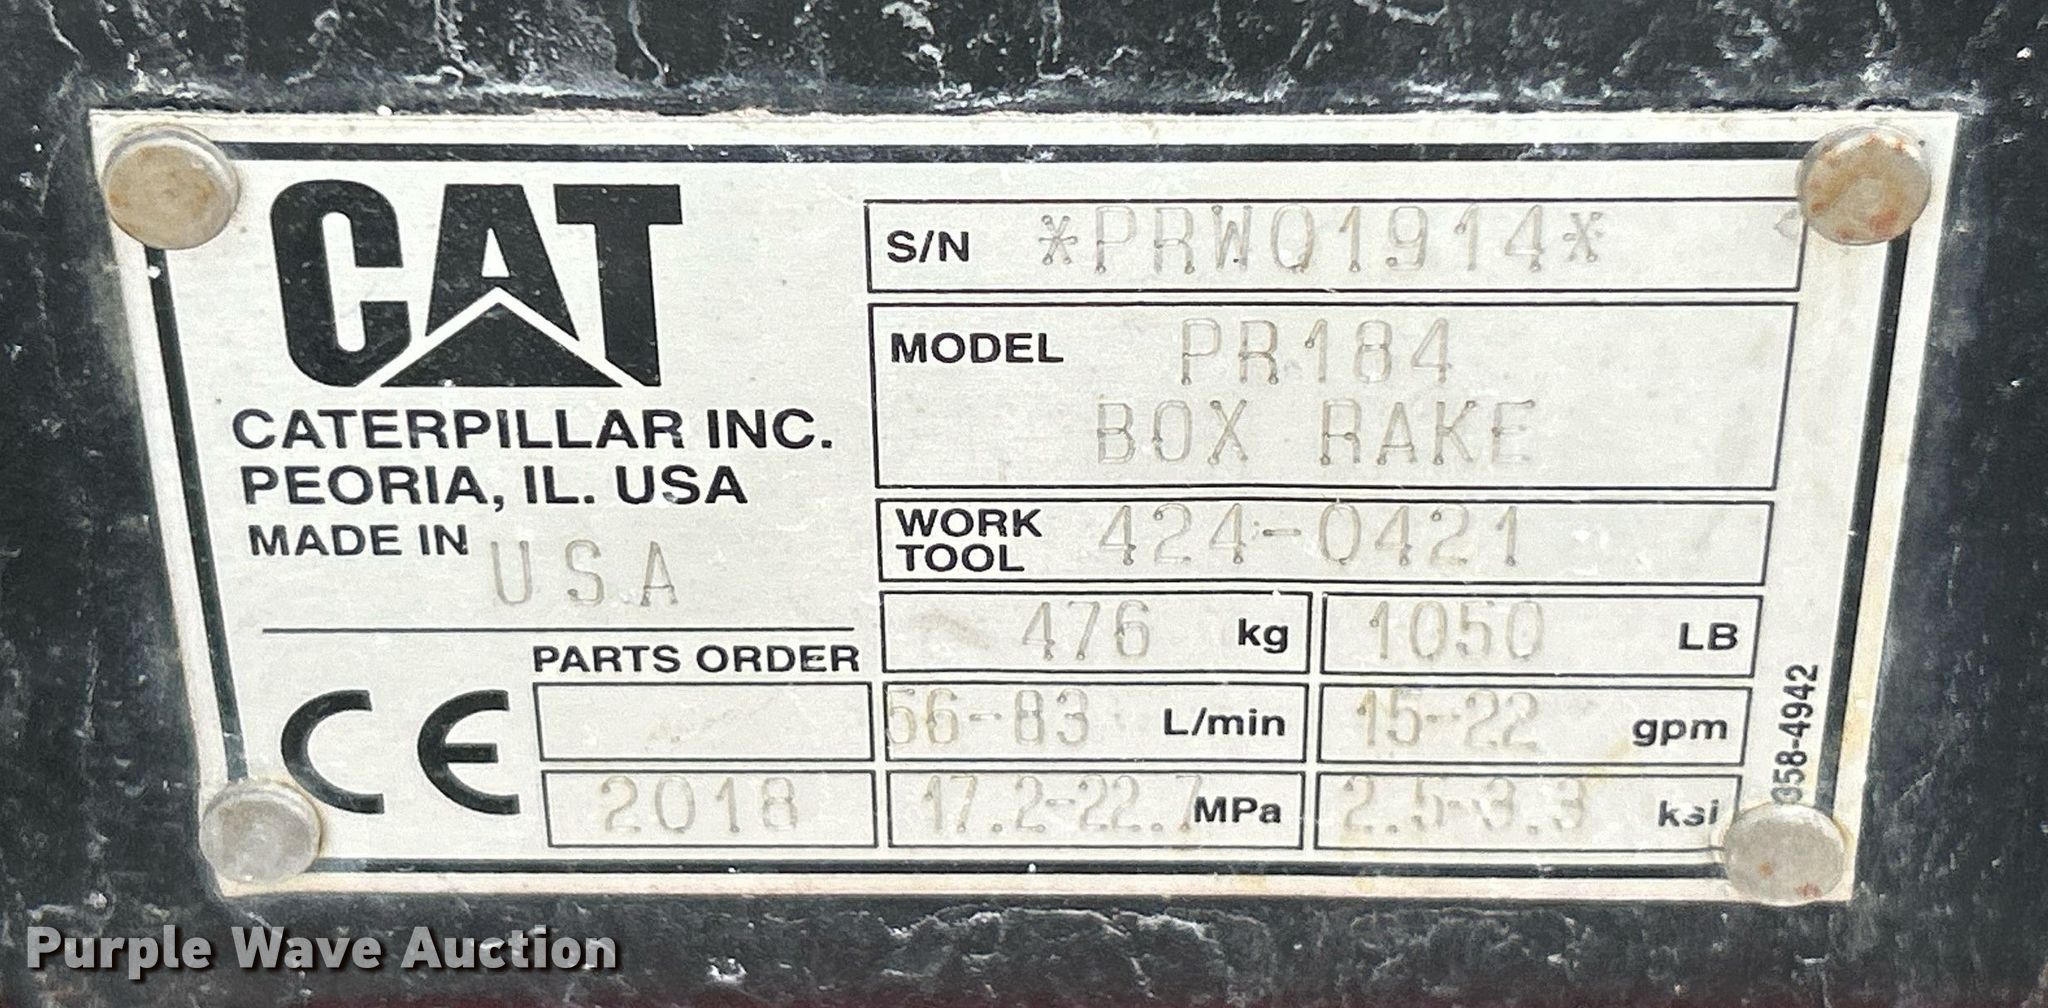 CAT
CATERPILLAR INC.
PEORIA, IL. USA
MADE IN USA
PARTS ORDER
CE
2018
S/N *PRW01914*
MODEL PR184
BOX RAKE
WORK TOOL 424-0421
476 kg 1050 LB
56-83 L/min 15-22 gpm
17.2-22.7 MPa 2.5-3.3 ksi
058-4942
Purple Wave Auction